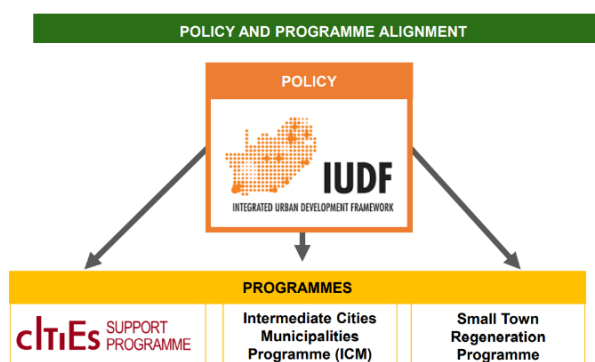 POLICY AND PROGRAMME ALIGNMENT
POLICY
IUDF
INTEGRATED URBAN DEVELOPMENT FRAMEWORK
PROGRAMMES
cITiEs SUPPORT
PROGRAMME
Intermediate Cities
Municipalities
Programme (ICM)
Small Town
Regeneration
Programme